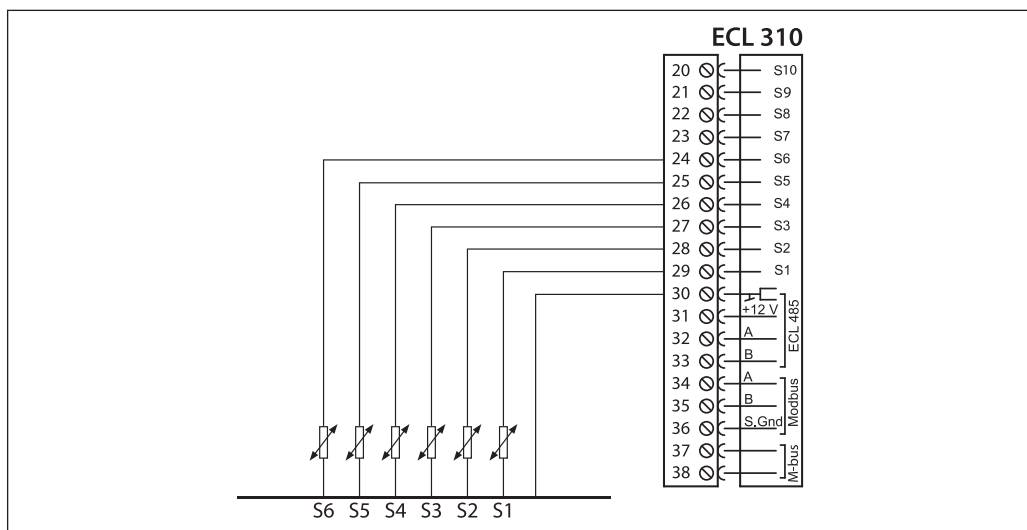 ECL 310
20 S10
21 S9
22 S8
23 S7
24 S6
25 S5
26 S4
27 S3
28 S2
29 S1
30
31 +12 V
32 A
33 B
ECL 485
34 A
35 B
36 S.Gnd
Modbus
37
38
M-bus
S6 S5 S4 S3 S2 S1